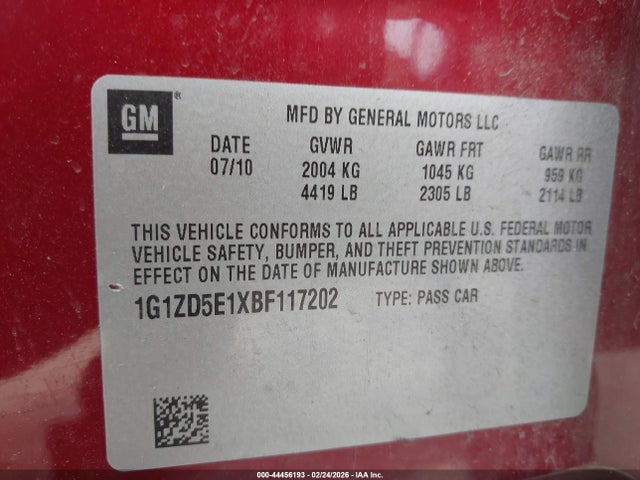 GM®
MFD BY GENERAL MOTORS LLC
DATE GVWR GAWR FRT GAWR RR
07/10 2004 KG 1045 KG 959 KG
4419 LB 2305 LB 2114 LB
THIS VEHICLE CONFORMS TO ALL APPLICABLE U.S. FEDERAL MOTOR
VEHICLE SAFETY, BUMPER, AND THEFT PREVENTION STANDARDS IN
EFFECT ON THE DATE OF MANUFACTURE SHOWN ABOVE.
1G1ZD5E1XBF117202 TYPE: PASS CAR
000-44456193 - 02/24/2026 - IAA Inc.